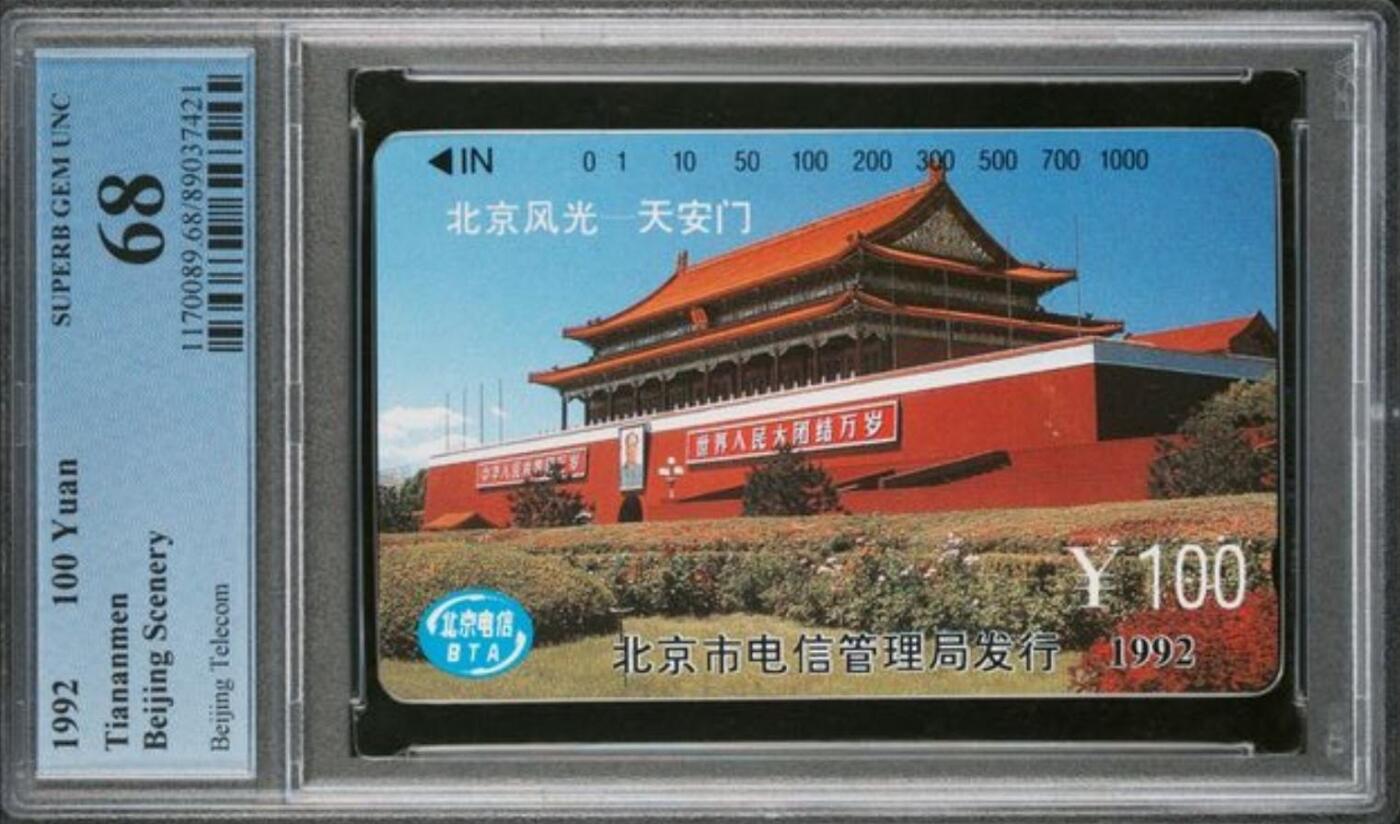 SUPERB GEM UNC
68
1170089.68/89037421
1992 100 Yuan
Tiananmen
Beijing Scenery
Beijing Telecom
◀IN 0 1 10 50 100 200 300 500 700 1000
北京风光 天安门
世界人民大团结万岁
¥100
北京电信
BTA
北京市电信管理局发行 1992